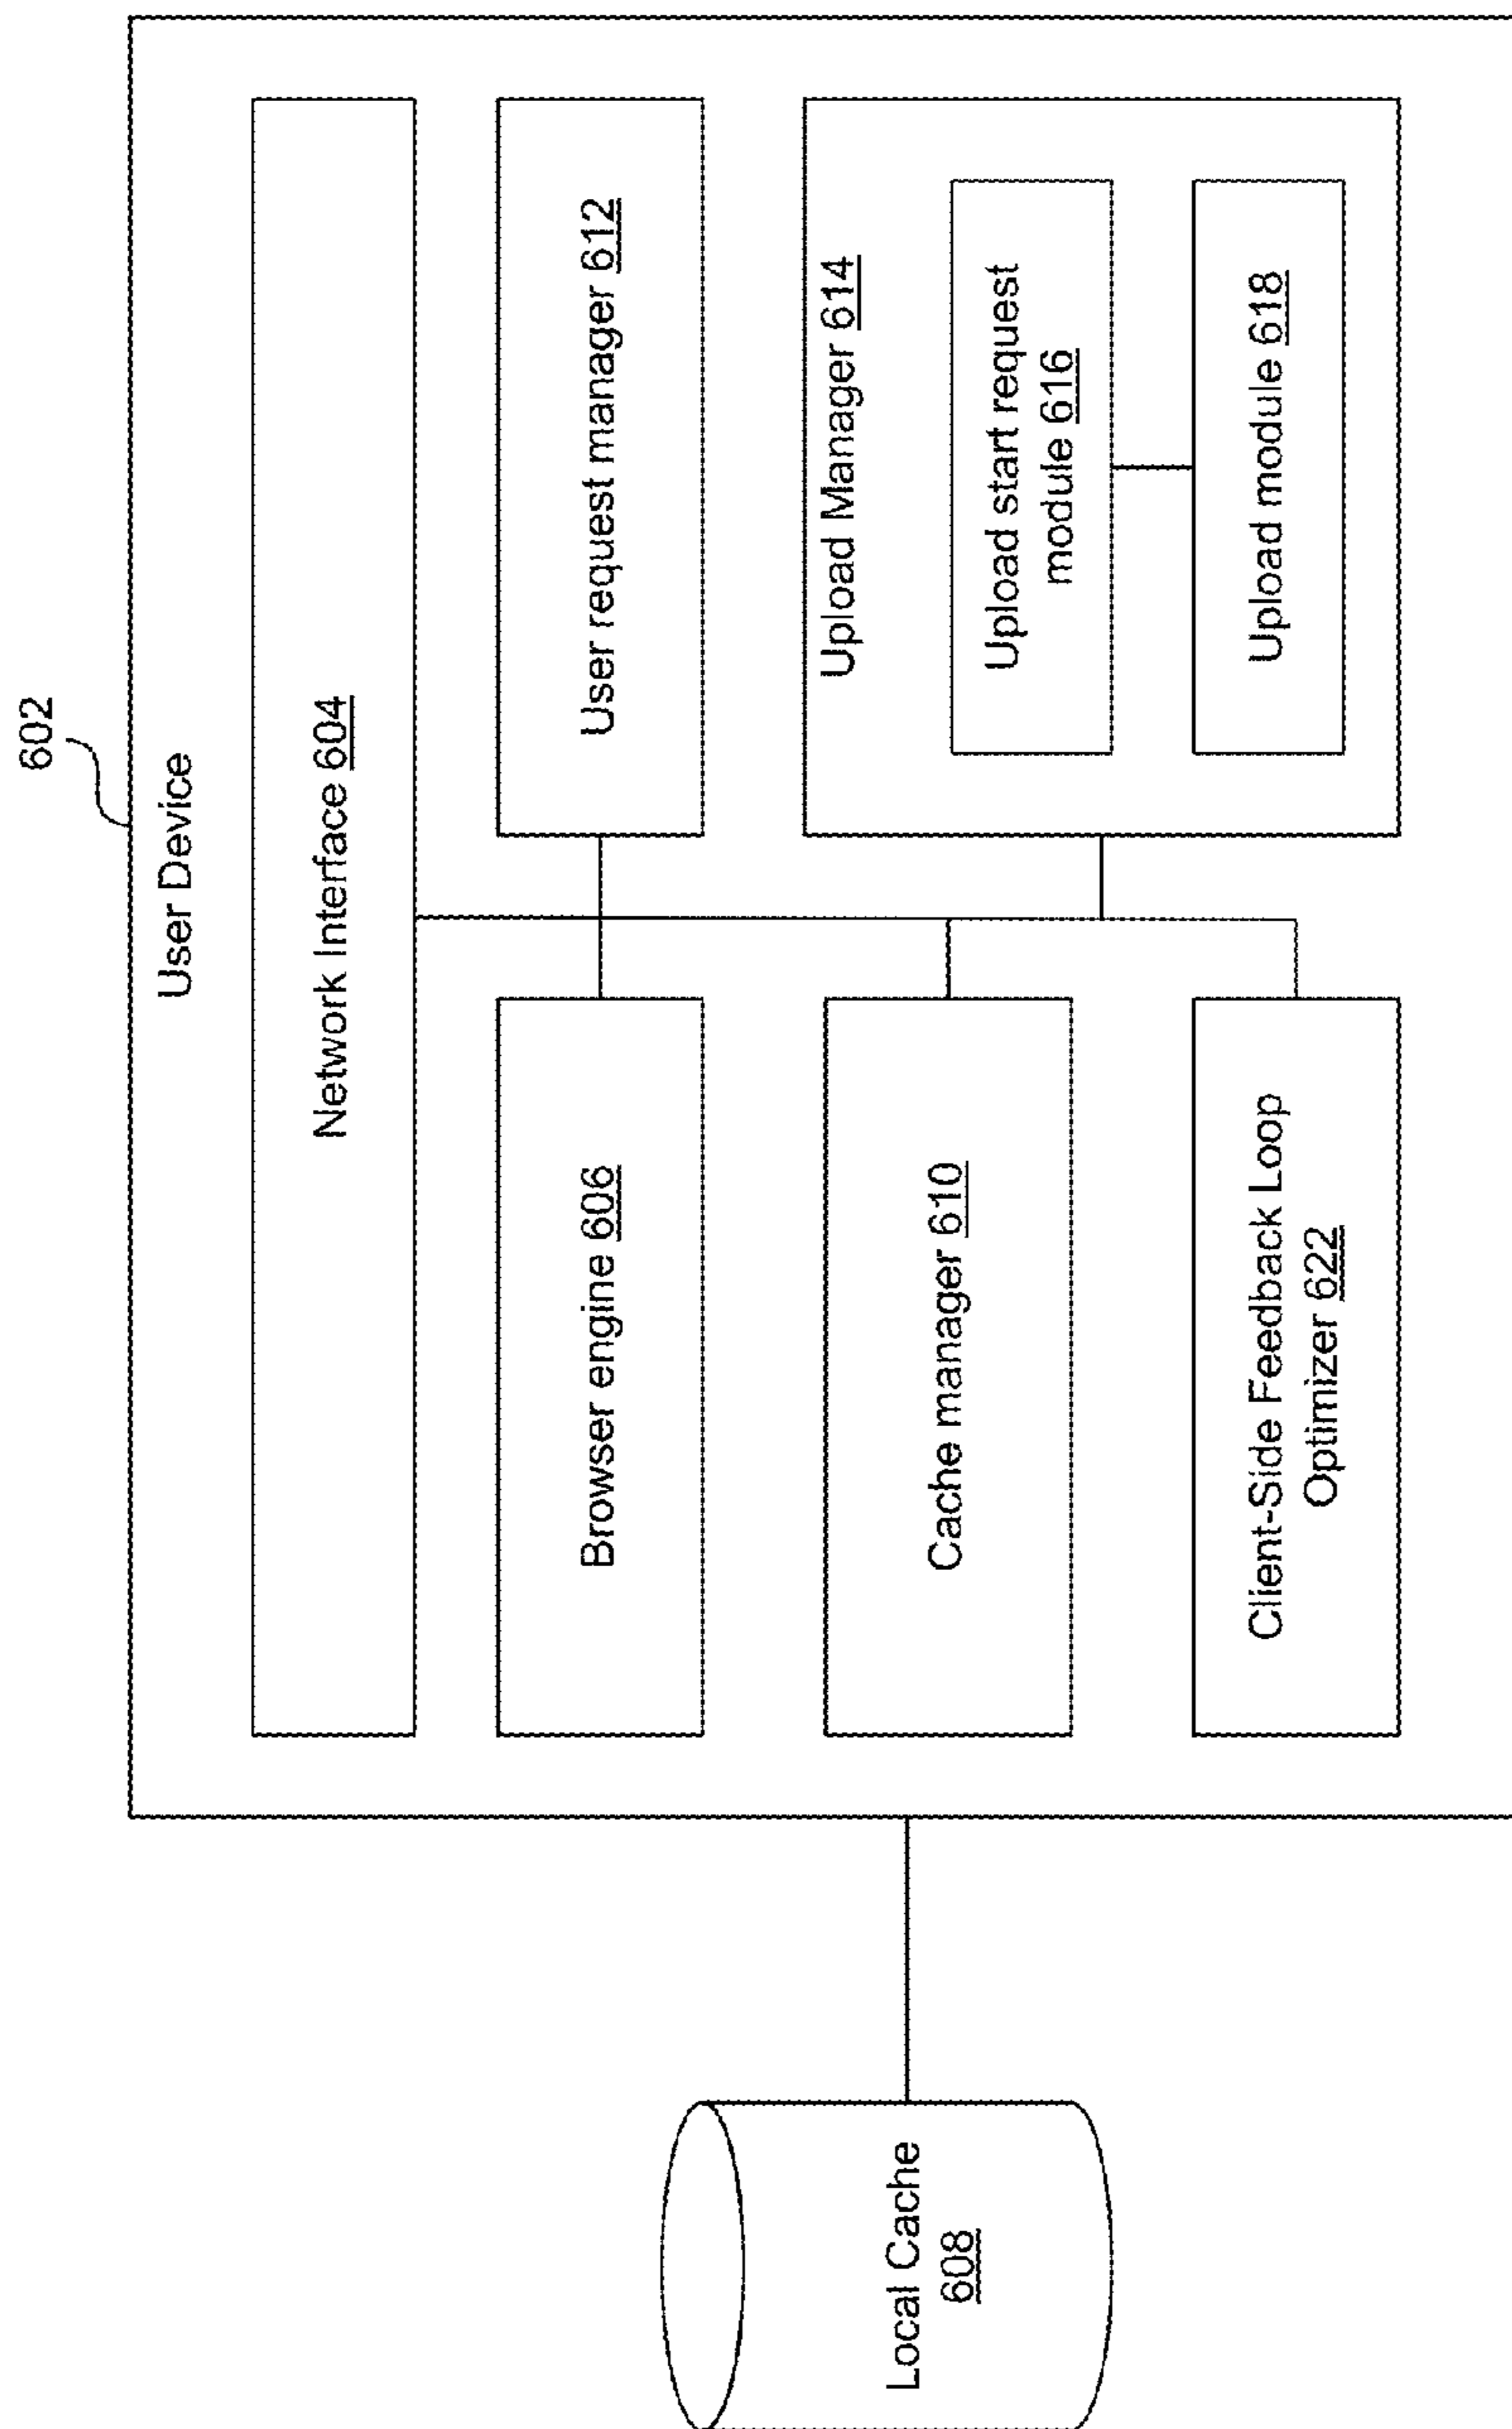 602
User Device
Network Interface 604
Browser engine 606
User request manager 612
Cache manager 610
Upload Manager 614
Upload start request
module 616
Upload module 618
Client-Side Feedback Loop
Optimizer 622
Local Cache
608